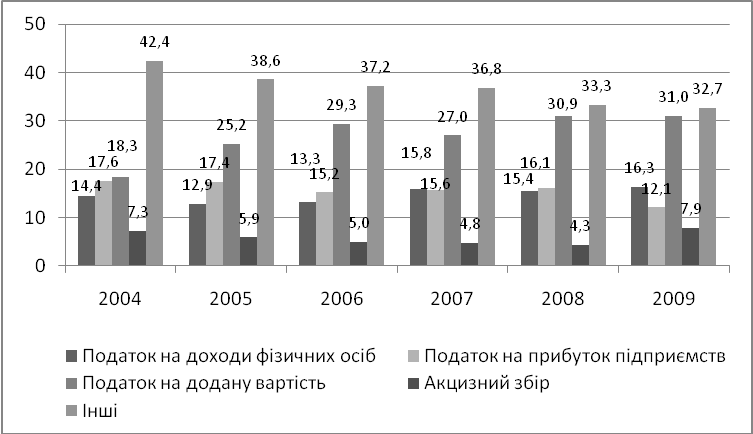 50
40
30
20
10
0
14,4 17,6 18,3 7,3 42,4
12,9 17,4 25,2 5,9 38,6
13,3 15,2 29,3 5,0 37,2
15,8 15,6 27,0 4,8 36,8
15,4 16,1 30,9 4,3 33,3
16,3 12,1 31,0 7,9 32,7
2004 2005 2006 2007 2008 2009
Податок на доходи фізичних осіб Податок на прибуток підприємств
Податок на додану вартість Акцизний збір
Інші